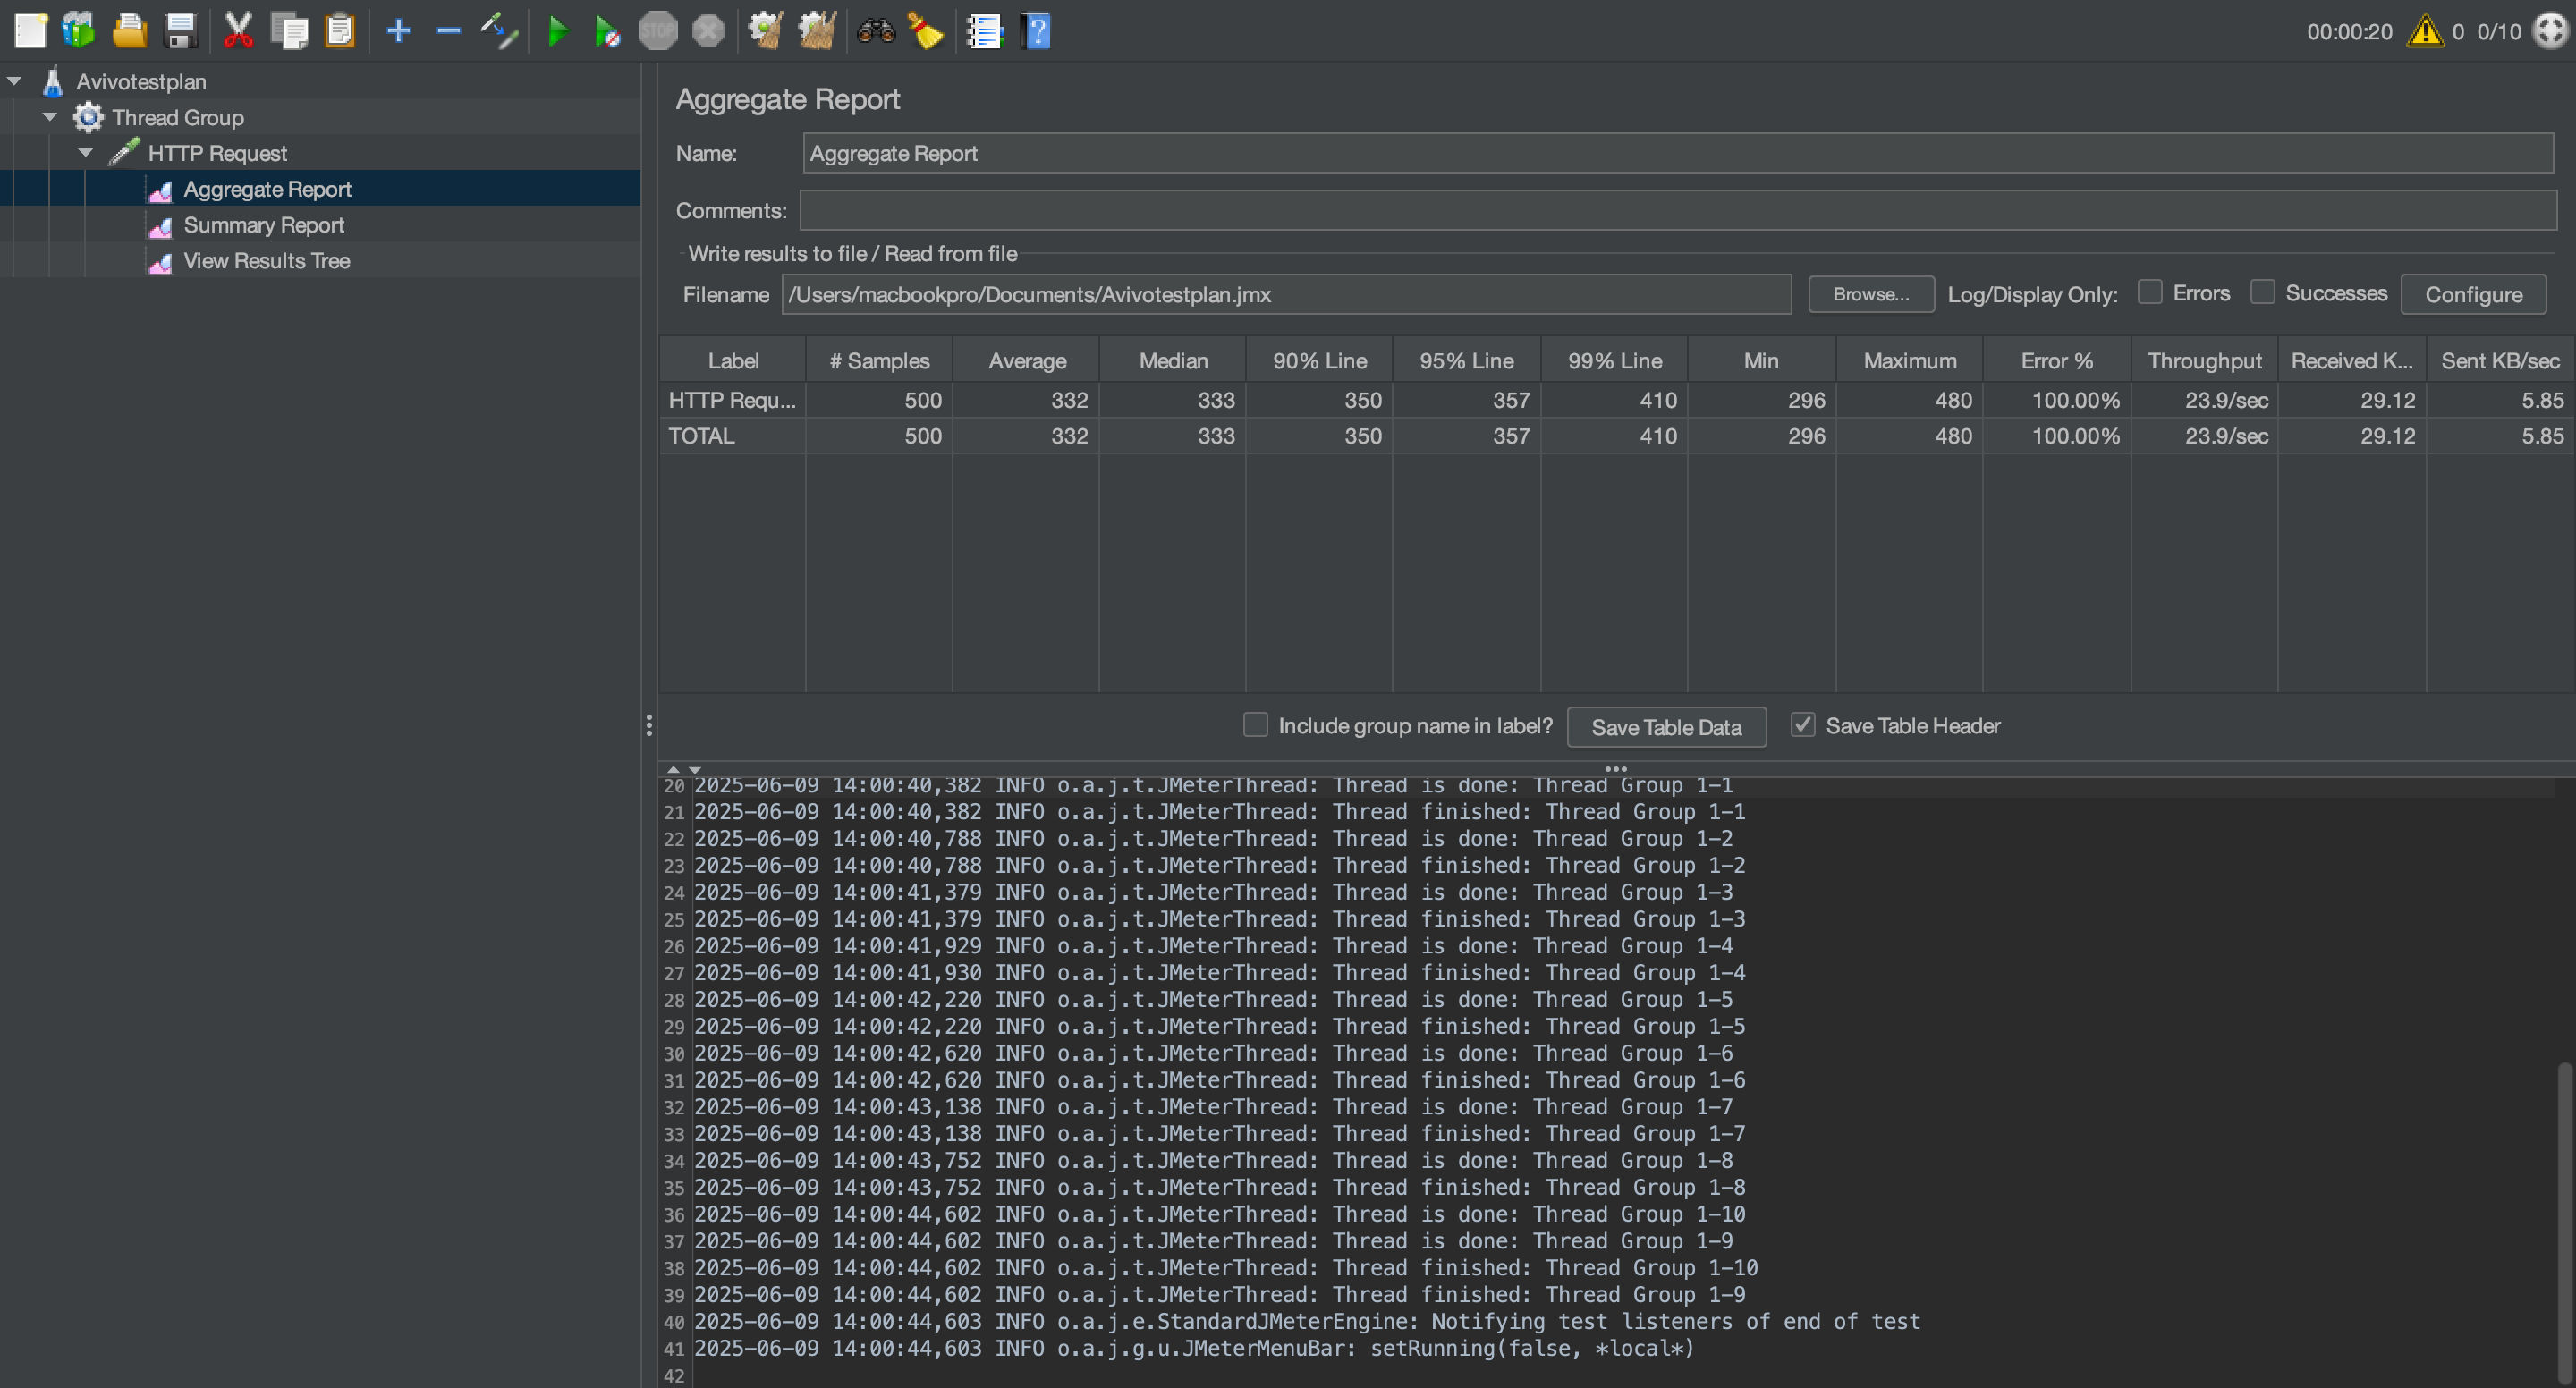 STOP
00:00:20 0 0/10
Avivotestplan
Thread Group
HTTP Request
Aggregate Report
Summary Report
View Results Tree
Aggregate Report
Name: Aggregate Report
Comments:
Write results to file / Read from file
Filename /Users/macbookpro/Documents/Avivotestplan.jmx Browse... Log/Display Only: Errors Successes Configure
Label # Samples Average Median 90% Line 95% Line 99% Line Min Maximum Error % Throughput Received K... Sent KB/sec
HTTP Requ... 500 332 333 350 357 410 296 480 100.00% 23.9/sec 29.12 5.85
TOTAL 500 332 333 350 357 410 296 480 100.00% 23.9/sec 29.12 5.85
Include group name in label? Save Table Data Save Table Header
20 2025-06-09 14:00:40,382 INFO o.a.j.t.JMeterThread: Thread is done: Thread Group 1-1
21 2025-06-09 14:00:40,382 INFO o.a.j.t.JMeterThread: Thread finished: Thread Group 1-1
22 2025-06-09 14:00:40,788 INFO o.a.j.t.JMeterThread: Thread is done: Thread Group 1-2
23 2025-06-09 14:00:40,788 INFO o.a.j.t.JMeterThread: Thread finished: Thread Group 1-2
24 2025-06-09 14:00:41,379 INFO o.a.j.t.JMeterThread: Thread is done: Thread Group 1-3
25 2025-06-09 14:00:41,379 INFO o.a.j.t.JMeterThread: Thread finished: Thread Group 1-3
26 2025-06-09 14:00:41,929 INFO o.a.j.t.JMeterThread: Thread is done: Thread Group 1-4
27 2025-06-09 14:00:41,930 INFO o.a.j.t.JMeterThread: Thread finished: Thread Group 1-4
28 2025-06-09 14:00:42,220 INFO o.a.j.t.JMeterThread: Thread is done: Thread Group 1-5
29 2025-06-09 14:00:42,220 INFO o.a.j.t.JMeterThread: Thread finished: Thread Group 1-5
30 2025-06-09 14:00:42,620 INFO o.a.j.t.JMeterThread: Thread is done: Thread Group 1-6
31 2025-06-09 14:00:42,620 INFO o.a.j.t.JMeterThread: Thread finished: Thread Group 1-6
32 2025-06-09 14:00:43,138 INFO o.a.j.t.JMeterThread: Thread is done: Thread Group 1-7
33 2025-06-09 14:00:43,138 INFO o.a.j.t.JMeterThread: Thread finished: Thread Group 1-7
34 2025-06-09 14:00:43,752 INFO o.a.j.t.JMeterThread: Thread is done: Thread Group 1-8
35 2025-06-09 14:00:43,752 INFO o.a.j.t.JMeterThread: Thread finished: Thread Group 1-8
36 2025-06-09 14:00:44,602 INFO o.a.j.t.JMeterThread: Thread is done: Thread Group 1-10
37 2025-06-09 14:00:44,602 INFO o.a.j.t.JMeterThread: Thread is done: Thread Group 1-9
38 2025-06-09 14:00:44,602 INFO o.a.j.t.JMeterThread: Thread finished: Thread Group 1-10
39 2025-06-09 14:00:44,602 INFO o.a.j.t.JMeterThread: Thread finished: Thread Group 1-9
40 2025-06-09 14:00:44,603 INFO o.a.j.e.StandardJMeterEngine: Notifying test listeners of end of test
41 2025-06-09 14:00:44,603 INFO o.a.j.g.u.JMeterMenuBar: setRunning(false, *local*)
42